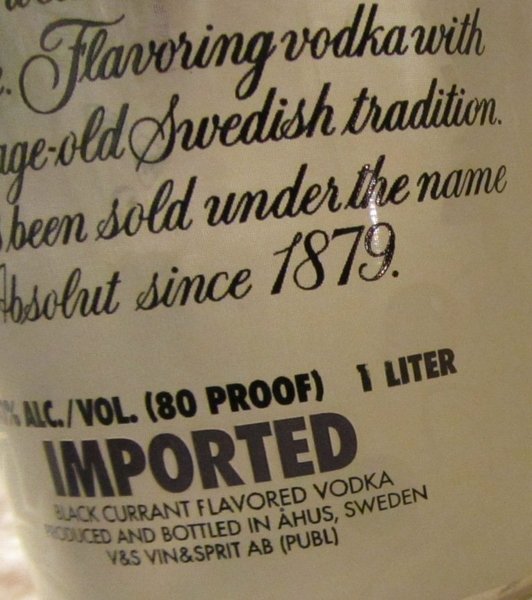 . Flavoring vodka with
age-old Swedish tradition.
been sold under the name
Absolut since 1879.
% ALC./VOL. (80 PROOF) 1 LITER
IMPORTED
BLACK CURRANT FLAVORED VODKA
PRODUCED AND BOTTLED IN ÅHUS, SWEDEN
V&S VIN&SPRIT AB (PUBL)